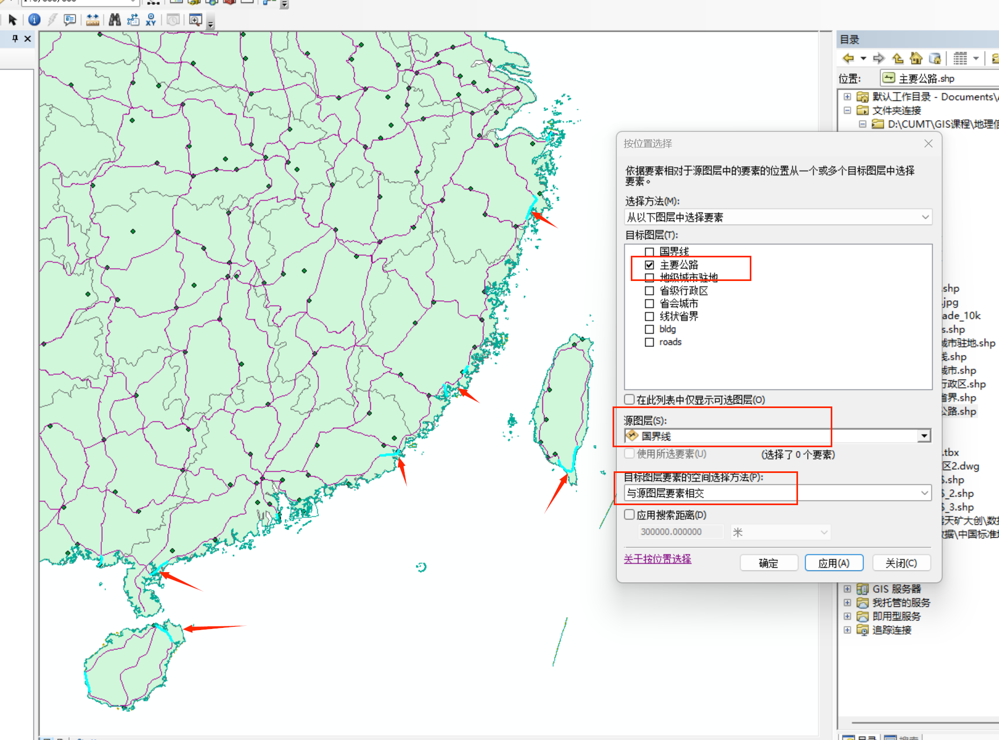 目录
位置:
主要公路.shp
默认工作目录 - Documents\A
文件夹连接
D:\CUMT\GIS课程\地理信
按位置选择
依据要素相对于源图层中的要素的位置从一个或多个目标图层中选择
要素。
选择方法(M):
从以下图层中选择要素
目标图层(T):
国界线
主要公路
地级城市驻地
省级行政区
省会城市
线状省界
bldg
roads
在此列表中仅显示可选图层(O)
源图层(S):
国界线
使用所选要素(U)
(选择了 0 个要素)
目标图层要素的空间选择方法(P):
与源图层要素相交
应用搜索距离(D)
300000.000000
米
关于按位置选择
确定
应用(A)
关闭(C)
.shp
.jpg
ade_10k
s.shp
城市驻地.shp
线.shp
城市.shp
行政区.shp
省界.shp
公路.shp
.tbx
区2.dwg
.shp
_2.shp
_3.shp
天矿大创\数据
数据\中国标准地
GIS 服务器
我托管的服务
即用型服务
追踪连接
目录
搜索